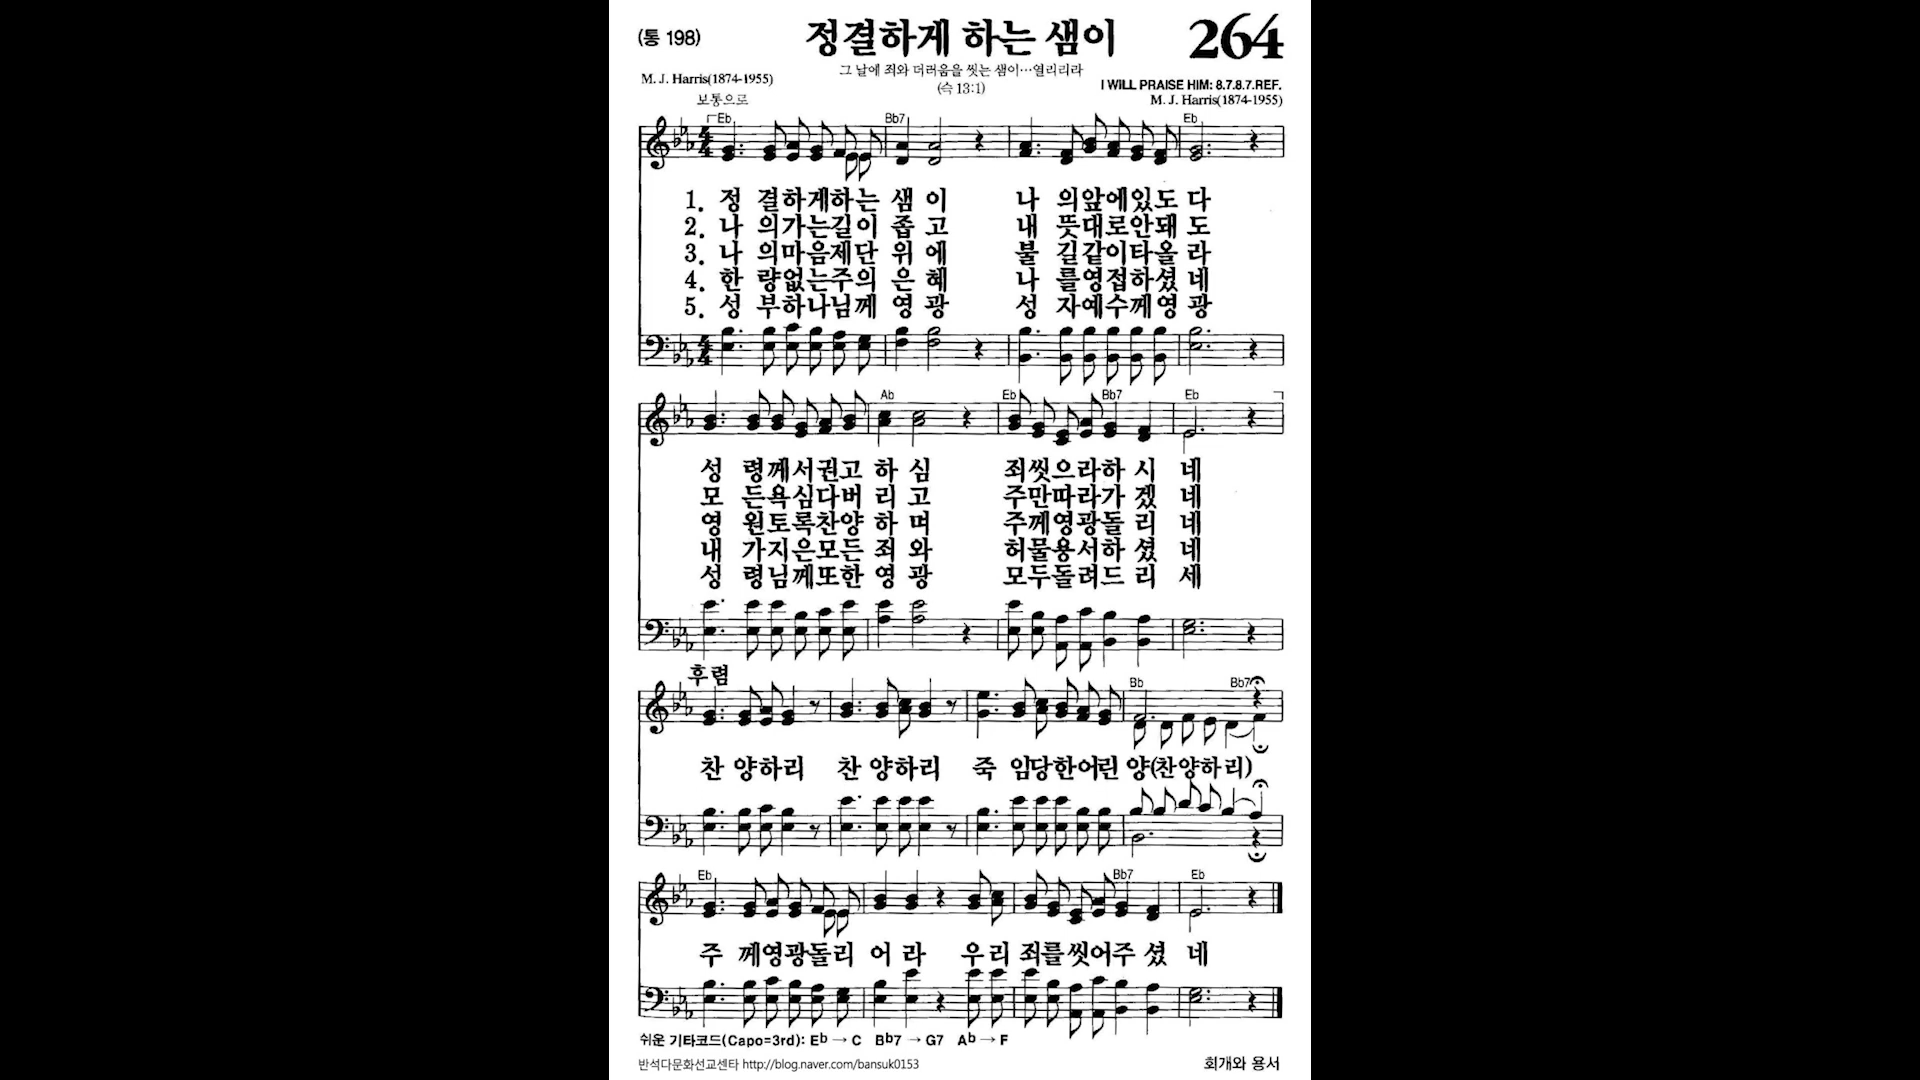 (통 198)
정결하게 하는 샘이
264
그 날에 죄와 더러움을 씻는 샘이…열리리라
(슥 13:1)
M. J. Harris(1874-1955)
보통으로
I WILL PRAISE HIM: 8.7.8.7.REF.
M. J. Harris(1874-1955)
Eb Bb7 Eb
1. 정 결하게하는 샘 이 나 의앞에있도 다
2. 나 의가는길이 좁 고 내 뜻대로안돼 도
3. 나 의마음제단 위 에 불 길같이타올 라
4. 한 량없는주의 은 혜 나 를영접하셨 네
5. 성 부하나님께 영 광 성 자예수께영 광
Ab Eb Bb7 Eb
성 령께서권고 하 심 죄씻으라하 시 네
모 든욕심다버 리 고 주만따라가 겠 네
영 원토록찬양 하 며 주께영광돌 리 네
내 가지은모든 죄 와 허물용서하 셨 네
성 령님께또한 영 광 모두돌려드 리 세
후렴
Bb Bb7
찬 양하리 찬 양하리 죽 임당한어린 양(찬양하리)
Eb Bb7 Eb
주 께영광돌리 어 라 우리 죄를씻어주 셨 네
쉬운 기타코드(Capo=3rd): Eb → C Bb7 → G7 Ab → F
반석다문화선교센타 http://blog.naver.com/bansuk0153
회개와 용서